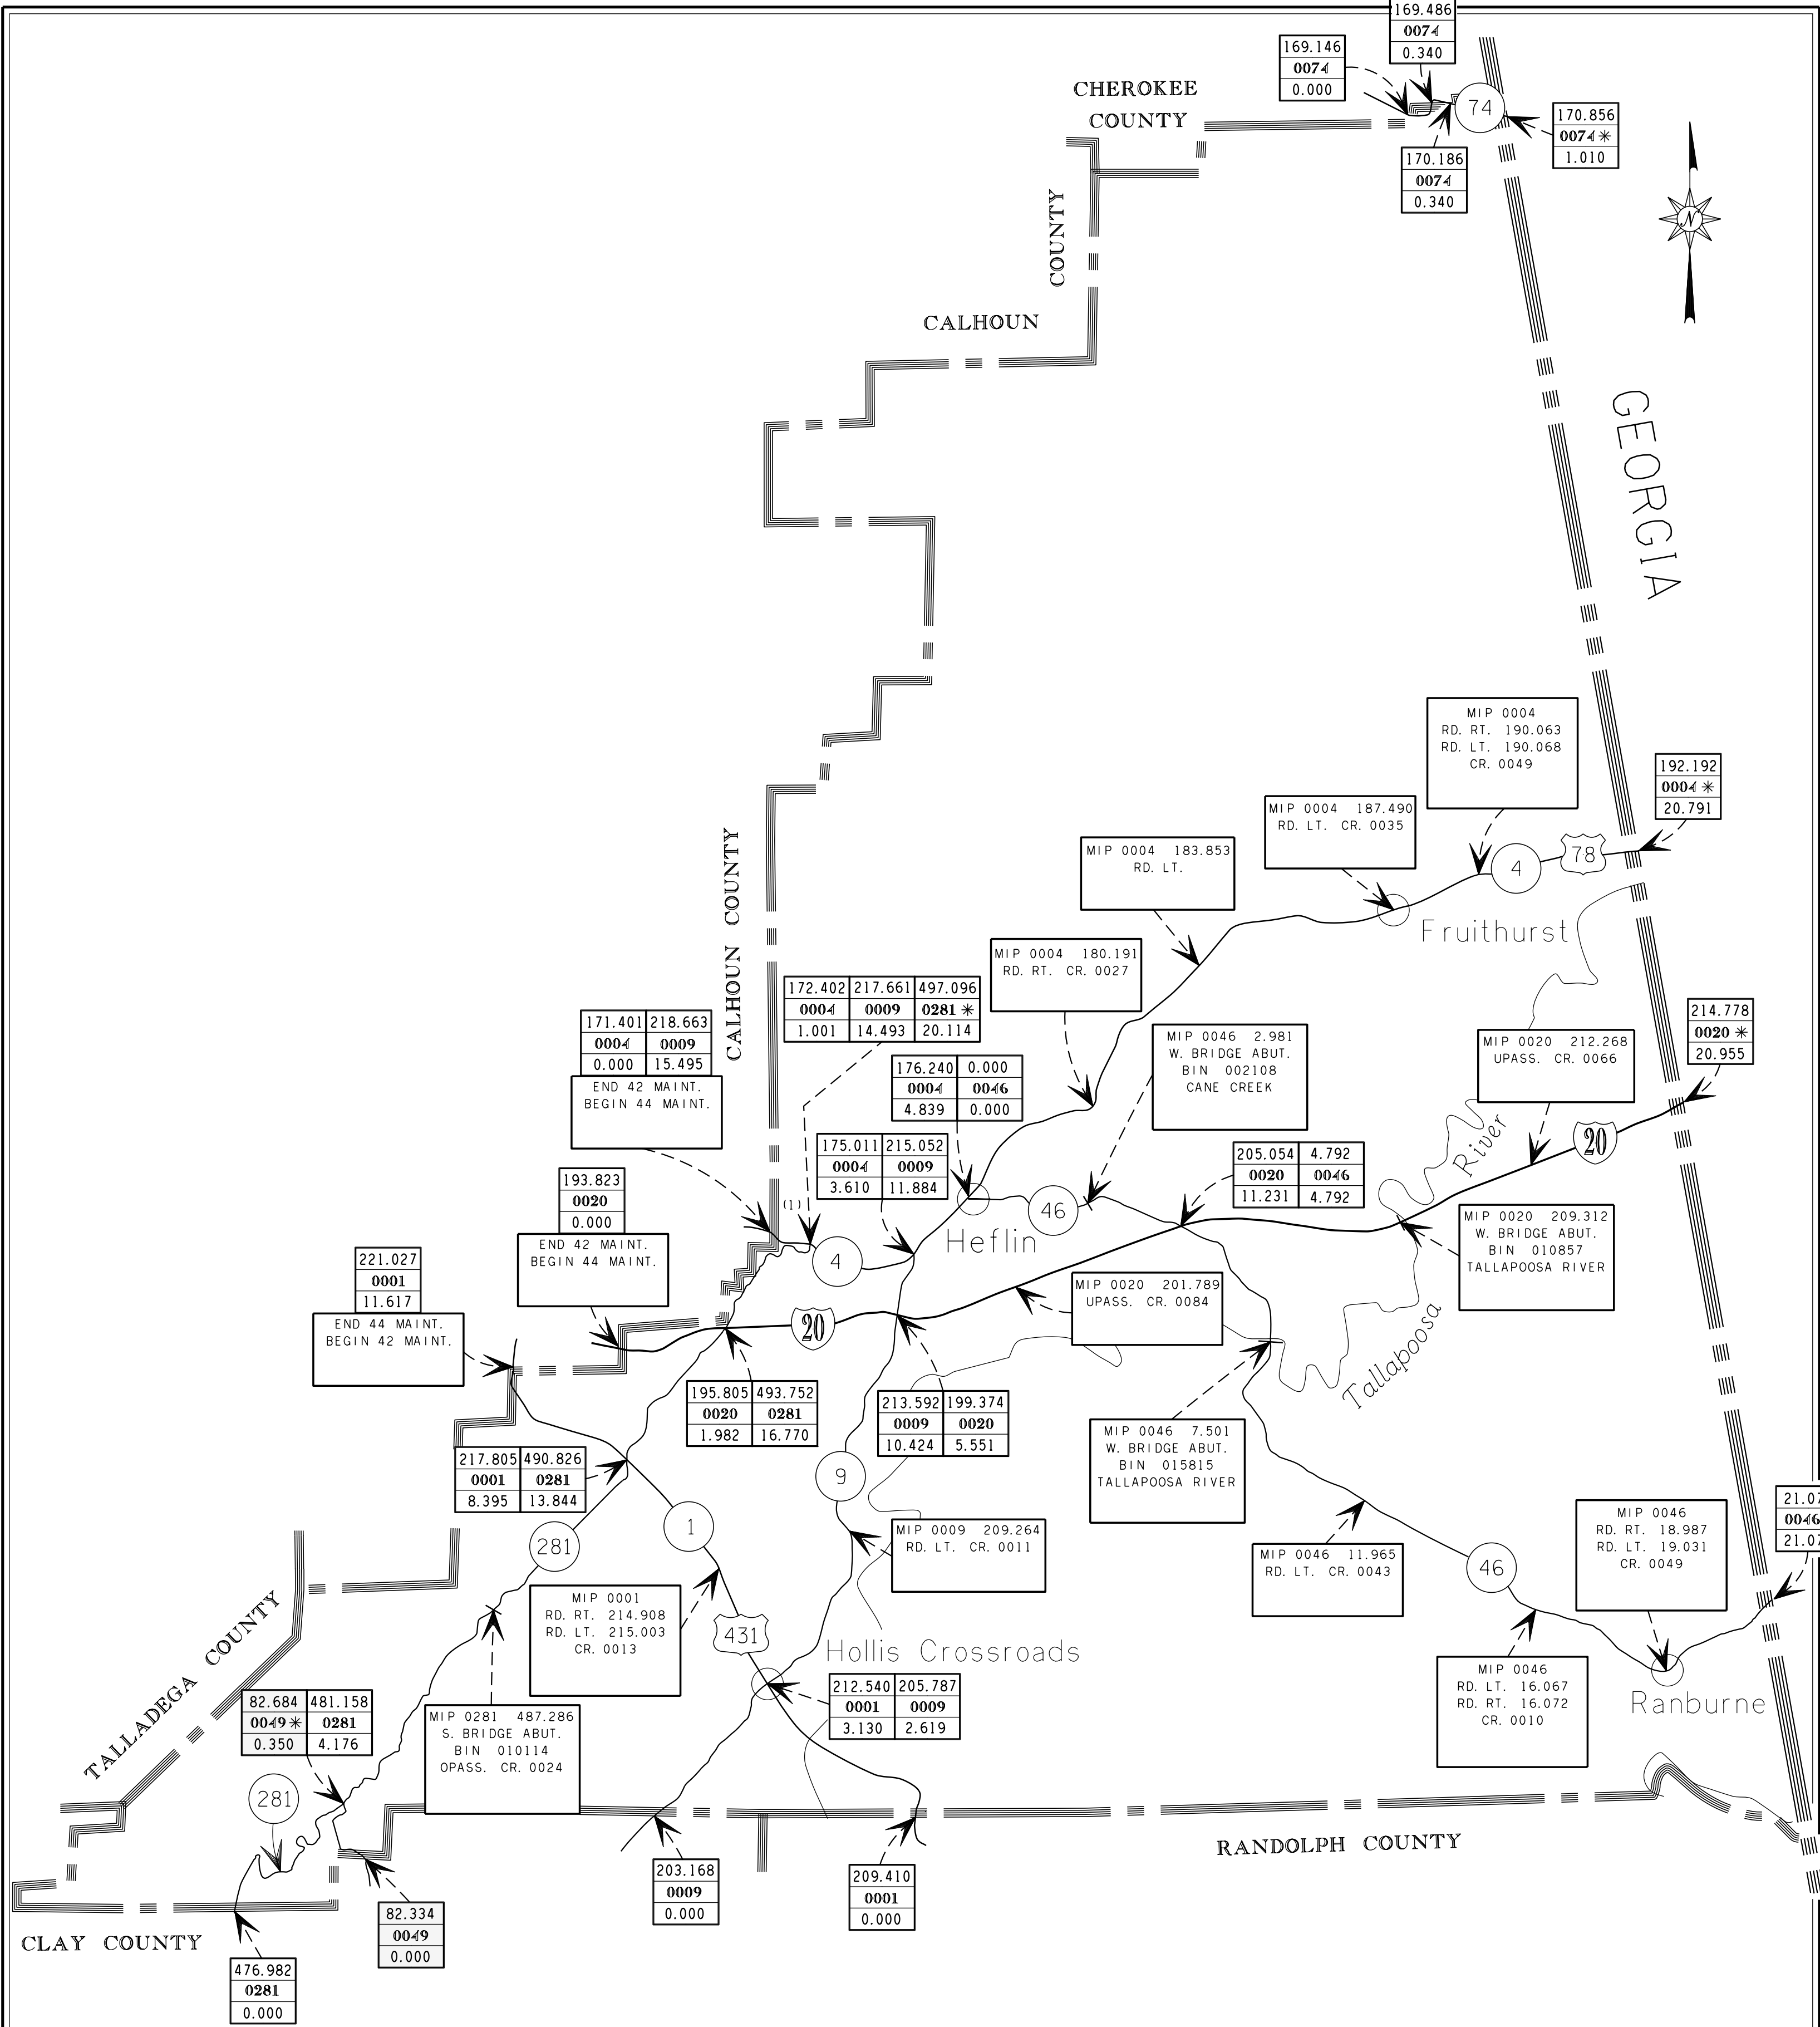 169.486
0074
0.340
169.146
0074
0.000
74
170.856
0074 *
1.010
170.186
0074
0.340
CHEROKEE
COUNTY
N
COUNTY
CALHOUN
GEORGIA
MIP 0004
RD. RT. 190.063
RD. LT. 190.068
CR. 0049
192.192
0004 *
20.791
MIP 0004 187.490
RD. LT. CR. 0035
MIP 0004 183.853
RD. LT.
78
4
Fruithurst
CALHOUN COUNTY
MIP 0004 180.191
RD. RT. CR. 0027
172.402 217.661 497.096
0004 0009 0281 *
1.001 14.493 20.114
171.401 218.663
0004 0009
0.000 15.495
END 42 MAINT.
BEGIN 44 MAINT.
214.778
0020 *
20.955
MIP 0046 2.981
W. BRIDGE ABUT.
BIN 002108
CANE CREEK
MIP 0020 212.268
UPASS. CR. 0066
176.240 0.000
0004 0046
4.839 0.000
20
River
175.011 215.052
0004 0009
3.610 11.884
205.054 4.792
0020 0046
11.231 4.792
193.823
0020
0.000
END 42 MAINT.
BEGIN 44 MAINT.
(1)
46
Heflin
4
MIP 0020 209.312
W. BRIDGE ABUT.
BIN 010857
TALLAPOOSA RIVER
221.027
0001
11.617
END 44 MAINT.
BEGIN 42 MAINT.
MIP 0020 201.789
UPASS. CR. 0084
20
Tallapoosa
195.805 493.752
0020 0281
1.982 16.770
213.592 199.374
0009 0020
10.424 5.551
MIP 0046 7.501
W. BRIDGE ABUT.
BIN 015815
TALLAPOOSA RIVER
217.805 490.826
0001 0281
8.395 13.844
9
1
281
MIP 0009 209.264
RD. LT. CR. 0011
MIP 0046 11.965
RD. LT. CR. 0043
46
MIP 0046
RD. RT. 18.987
RD. LT. 19.031
CR. 0049
21.07
0046
21.07
MIP 0001
RD. RT. 214.908
RD. LT. 215.003
CR. 0013
431
Hollis Crossroads
TALLADEGA COUNTY
212.540 205.787
0001 0009
3.130 2.619
MIP 0046
RD. LT. 16.067
RD. RT. 16.072
CR. 0010
Ranburne
82.684 481.158
0049 * 0281
0.350 4.176
MIP 0281 487.286
S. BRIDGE ABUT.
BIN 010114
OPASS. CR. 0024
281
RANDOLPH COUNTY
203.168
0009
0.000
209.410
0001
0.000
82.334
0049
0.000
CLAY COUNTY
476.982
0281
0.000